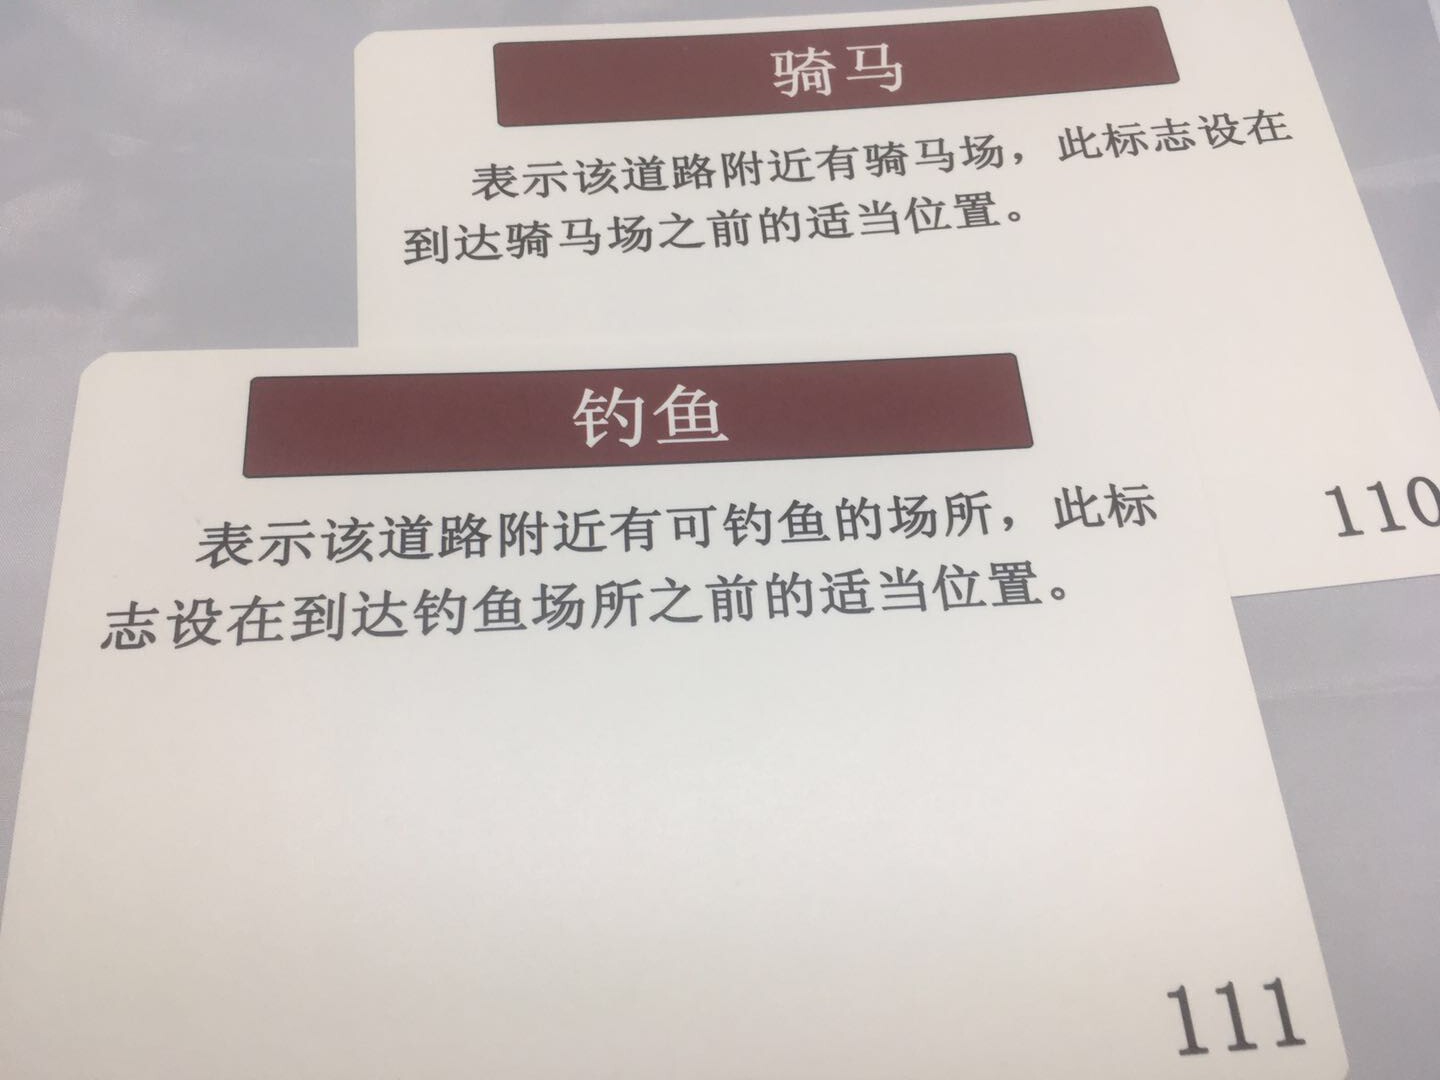 骑马
表示该道路附近有骑马场，此标志设在
到达骑马场之前的适当位置。
110
钓鱼
表示该道路附近有可钓鱼的场所，此标
志设在到达钓鱼场所之前的适当位置。
111